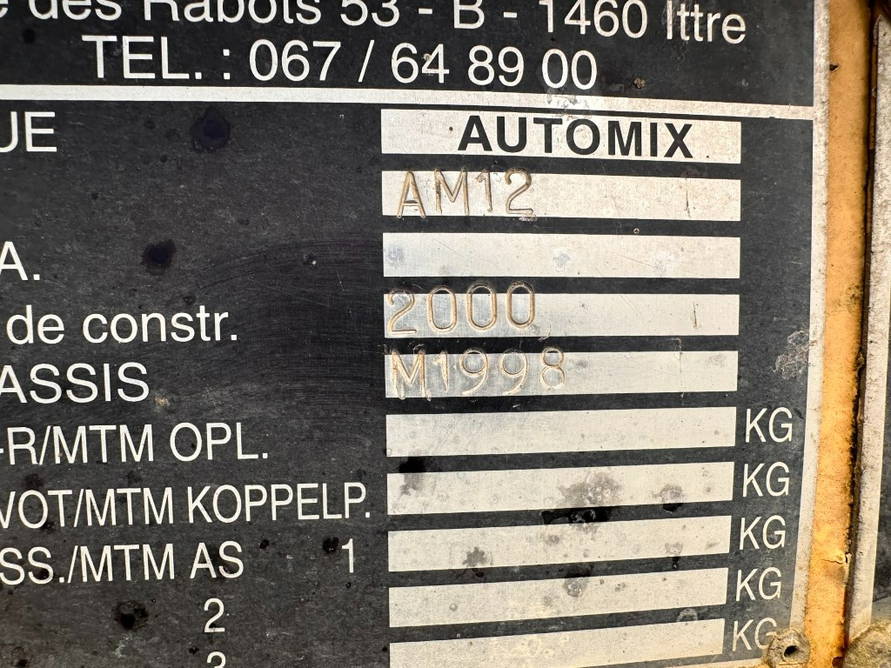 des Rabots 53 - B - 1460 Ittre
TEL. : 067 / 64 89 00
UE AUTOMIX
AM12
A.
de constr. 2000
ASSIS M1998
-R/MTM OPL. KG
VOT/MTM KOPPELP. KG
SS./MTM AS 1 KG
2 KG
3 KG